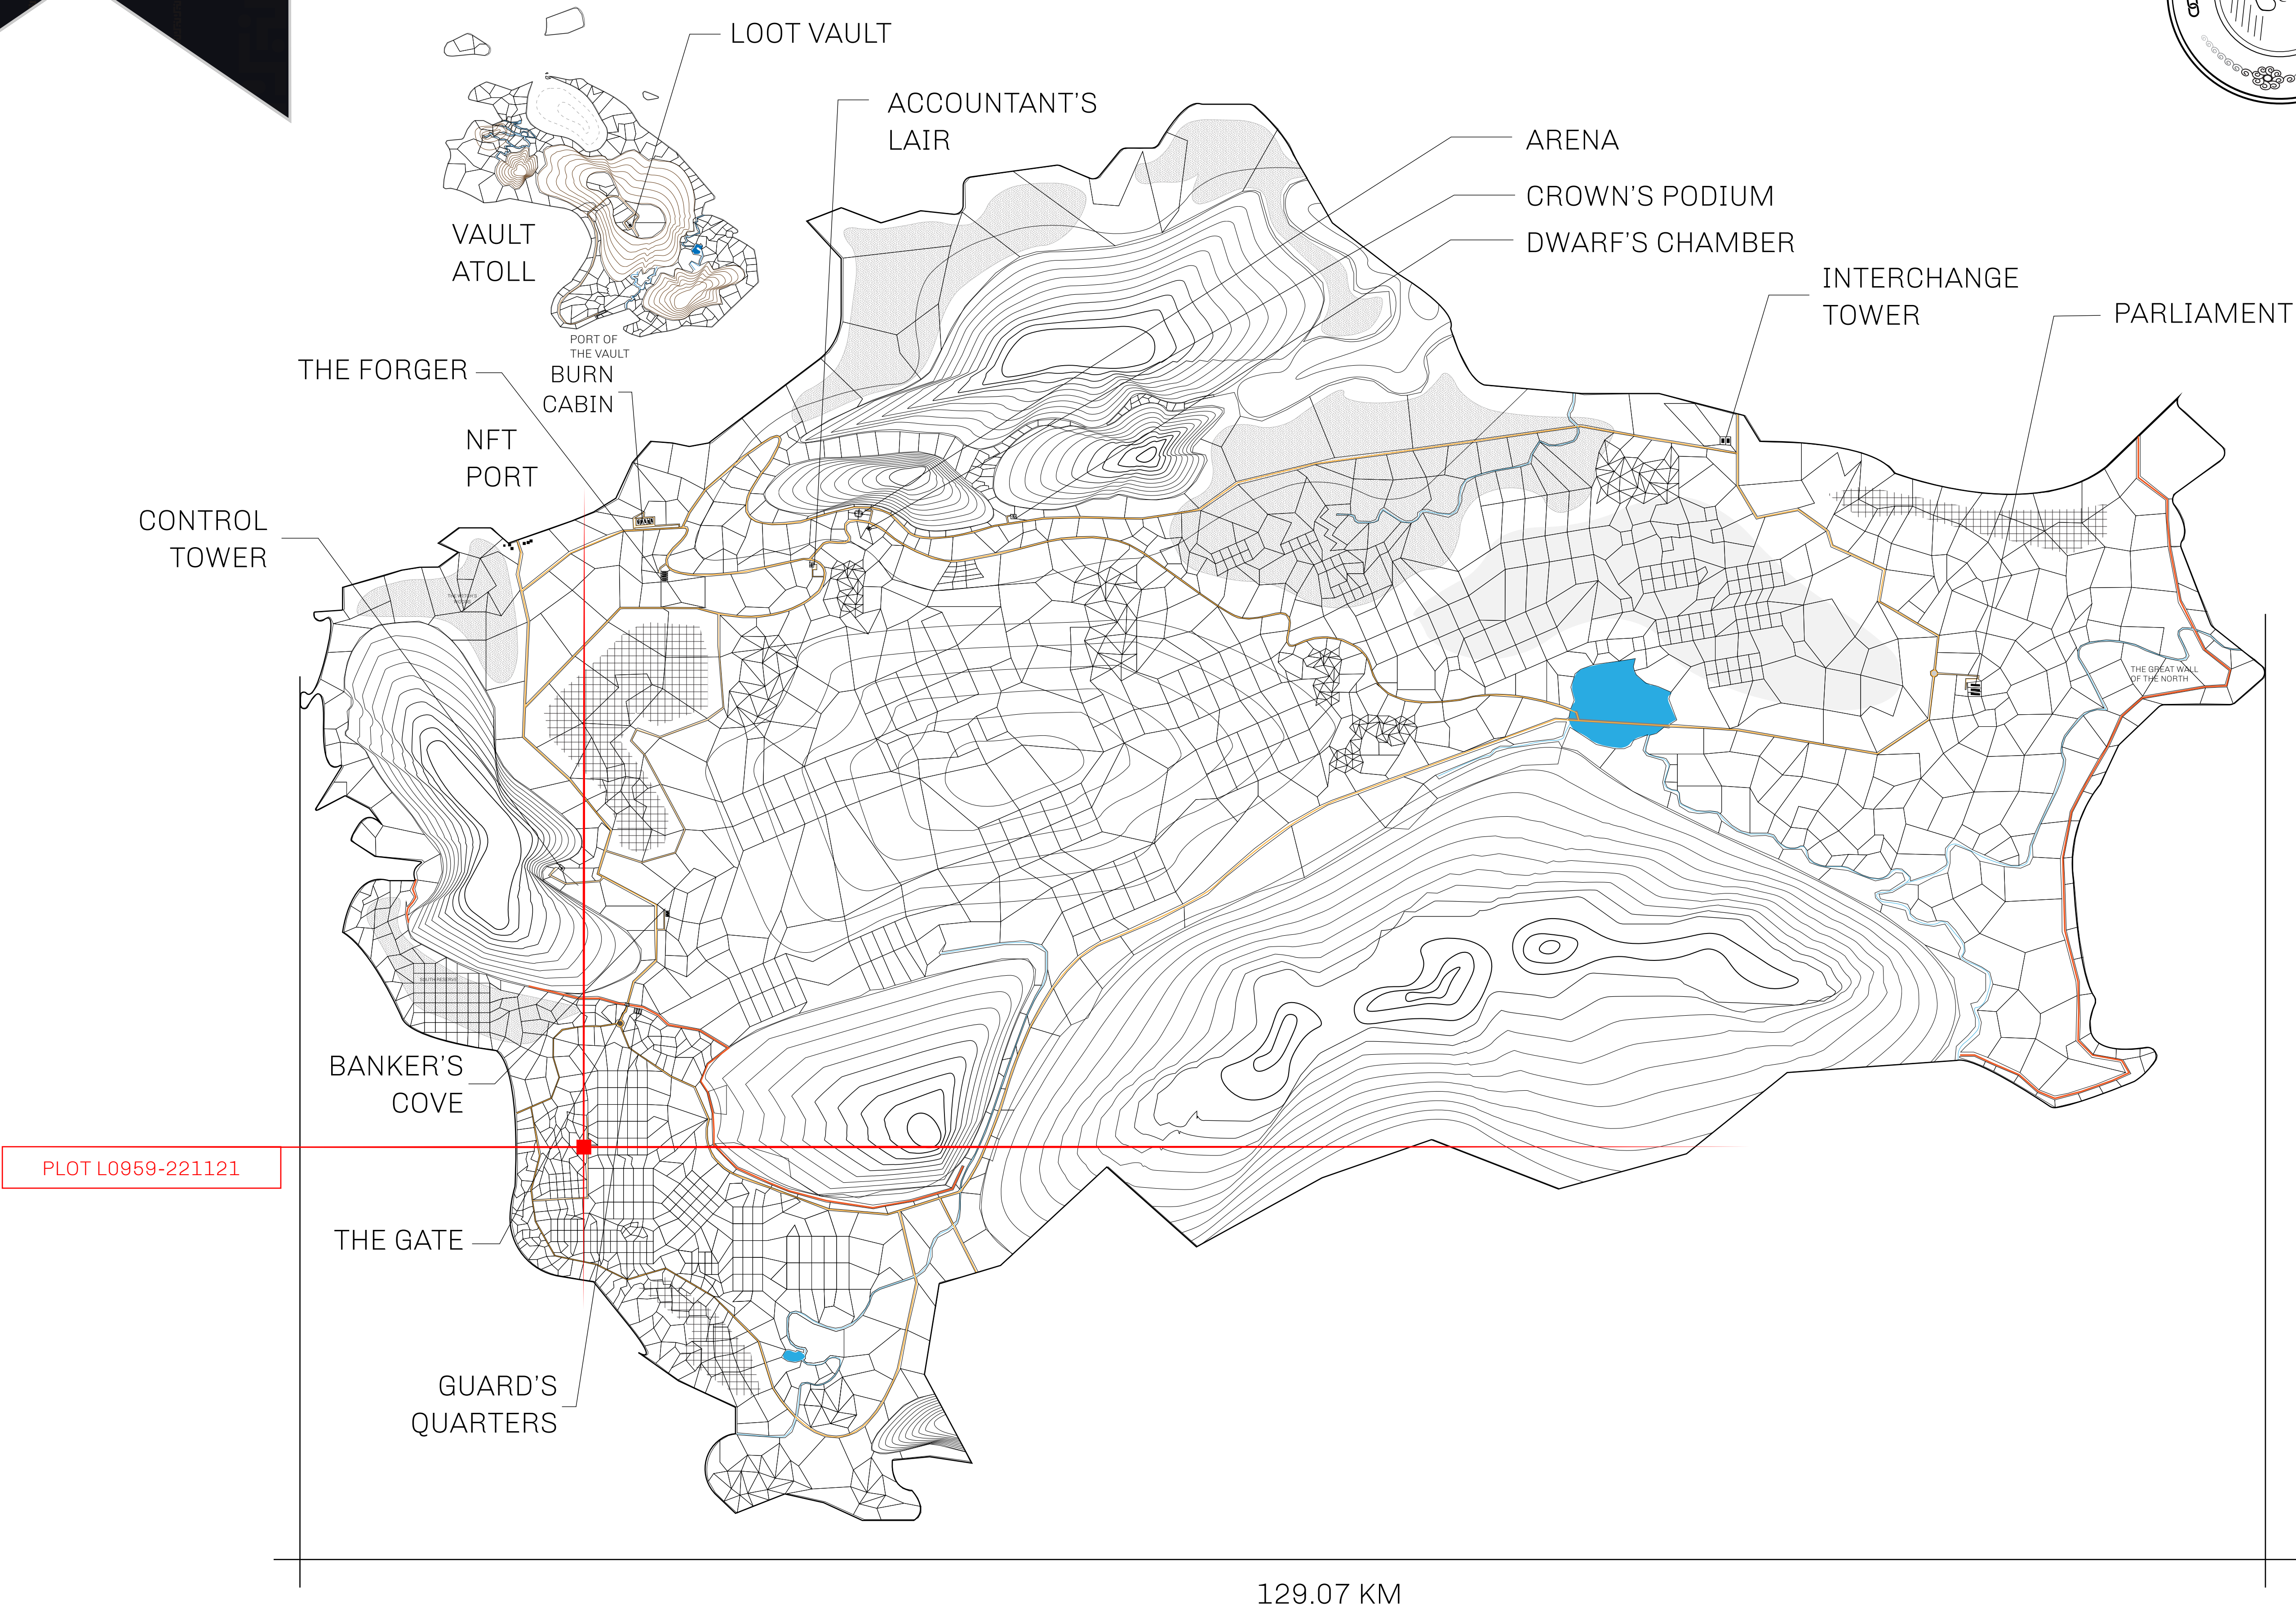 LOOT VAULT
ACCOUNTANT'S
LAIR
ARENA
CROWN'S PODIUM
DWARF'S CHAMBER
VAULT
ATOLL
INTERCHANGE
TOWER
PARLIAMENT
PORT OF
THE VAULT
THE FORGER
BURN
CABIN
NFT
PORT
CONTROL
TOWER
THE GREAT WALL
OF THE NORTH
SOUTH RESERVE
BANKER'S
COVE
PLOT L0959-221121
THE GATE
GUARD'S
QUARTERS
129.07 KM